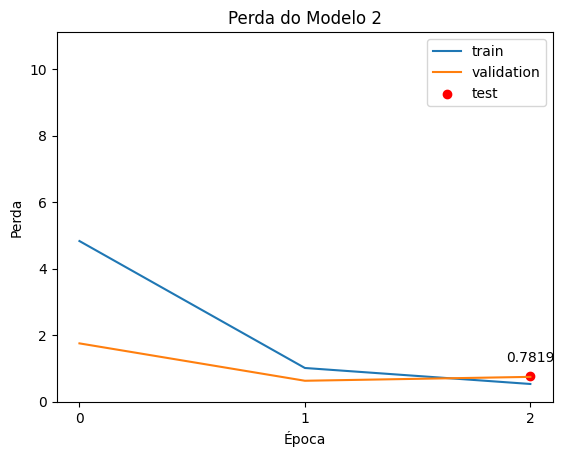 Perda do Modelo 2
train
validation
test
10
8
6
4
2
0
Perda
0.7819
0 1 2
Época